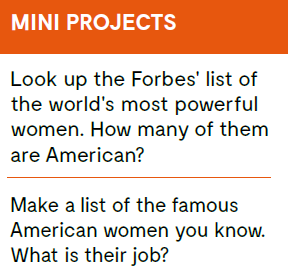 MINI PROJECTS
Look up the Forbes' list of
the world's most powerful
women. How many of them
are American?
Make a list of the famous
American women you know.
What is their job?